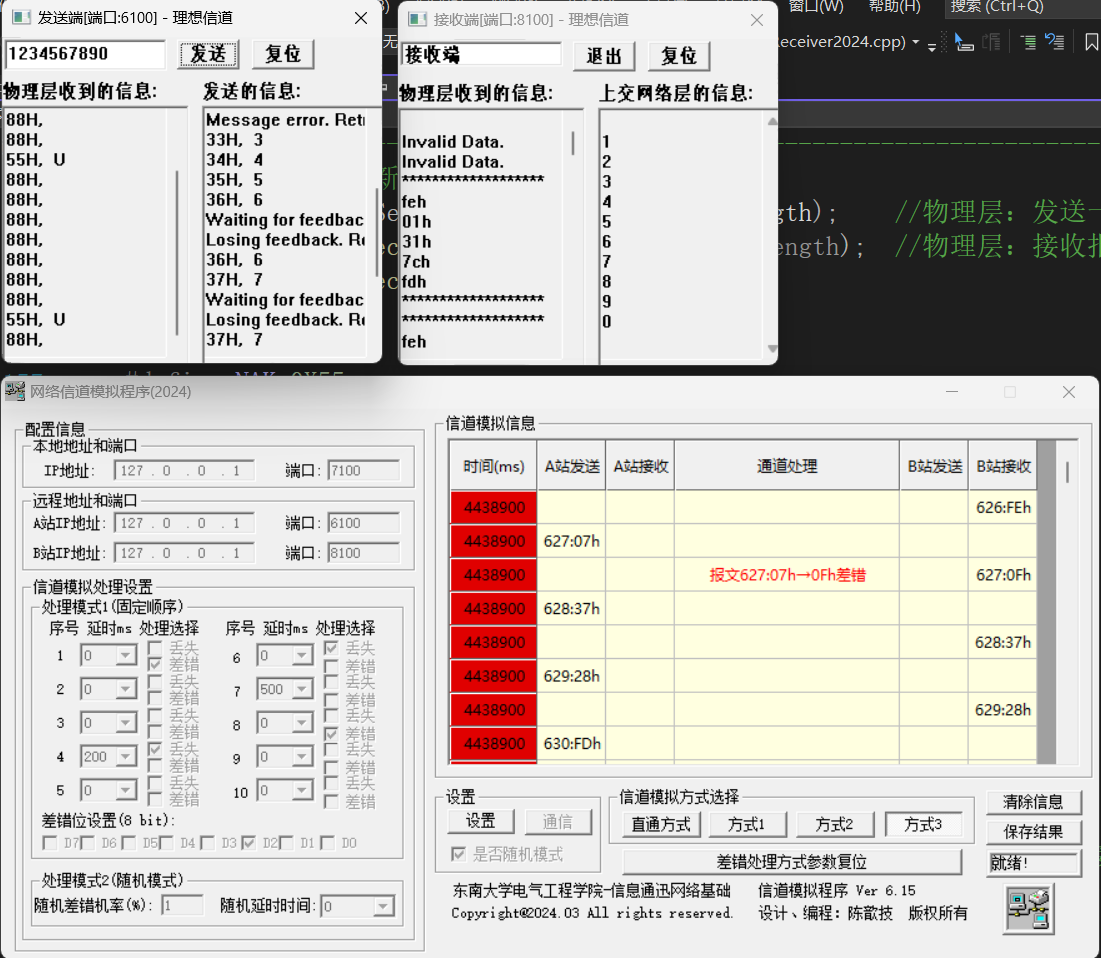 发送端[端口:6100] - 理想信道
1234567890
发送
复位
物理层收到的信息:
发送的信息:
88H,
88H,
55H, U
88H,
88H,
88H,
88H,
88H,
88H,
88H,
55H, U
88H,
Message error. Retr
33H, 3
34H, 4
35H, 5
36H, 6
Waiting for feedbac
Losing feedback. Re
36H, 6
37H, 7
Waiting for feedbac
Losing feedback. Re
37H, 7
接收端[端口:8100] - 理想信道
接收端
退出
复位
物理层收到的信息:
上交网络层的信息:
Invalid Data.
Invalid Data.
*******************
feh
01h
31h
7ch
fdh
*******************
*******************
feh
1
2
3
4
5
6
7
8
9
0
窗口(W)
帮助(H)
搜索 (Ctrl+Q)
eceiver2024.cpp)
gth); //物理层: 发送一
ength); //物理层: 接收扌
网络信道模拟程序(2024)
配置信息
本地地址和端口
IP地址: 127 . 0 . 0 . 1 端口: 7100
远程地址和端口
A站IP地址: 127 . 0 . 0 . 1 端口: 6100
B站IP地址: 127 . 0 . 0 . 1 端口: 8100
信道模拟处理设置
处理模式1(固定顺序)
序号 延时ms 处理选择 序号 延时ms 处理选择
1 0 丢失 差错 6 0 丢失 差错
2 0 丢失 差错 7 500 丢失 差错
3 0 丢失 差错 8 0 丢失 差错
4 200 丢失 差错 9 0 丢失 差错
5 0 丢失 差错 10 0 丢失 差错
差错位设置(8 bit):
D7 D6 D5 D4 D3 D2 D1 D0
处理模式2(随机模式)
随机差错机率(%): 1 随机延时时间: 0
信道模拟信息
时间(ms) A站发送 A站接收 通道处理 B站发送 B站接收
4438900 626:FEh
4438900 627:07h
4438900 报文627:07h→0Fh差错 627:0Fh
4438900 628:37h
4438900 628:37h
4438900 629:28h
4438900 629:28h
4438900 630:FDh
设置
设置 通信
是否随机模式
信道模拟方式选择
直通方式 方式1 方式2 方式3
差错处理方式参数复位
清除信息
保存结果
就绪!
东南大学电气工程学院-信息通迅网络基础 信道模拟程序 Ver 6.15
Copyright@2024.03 All rights reserved. 设计、编程: 陈歆技 版权所有